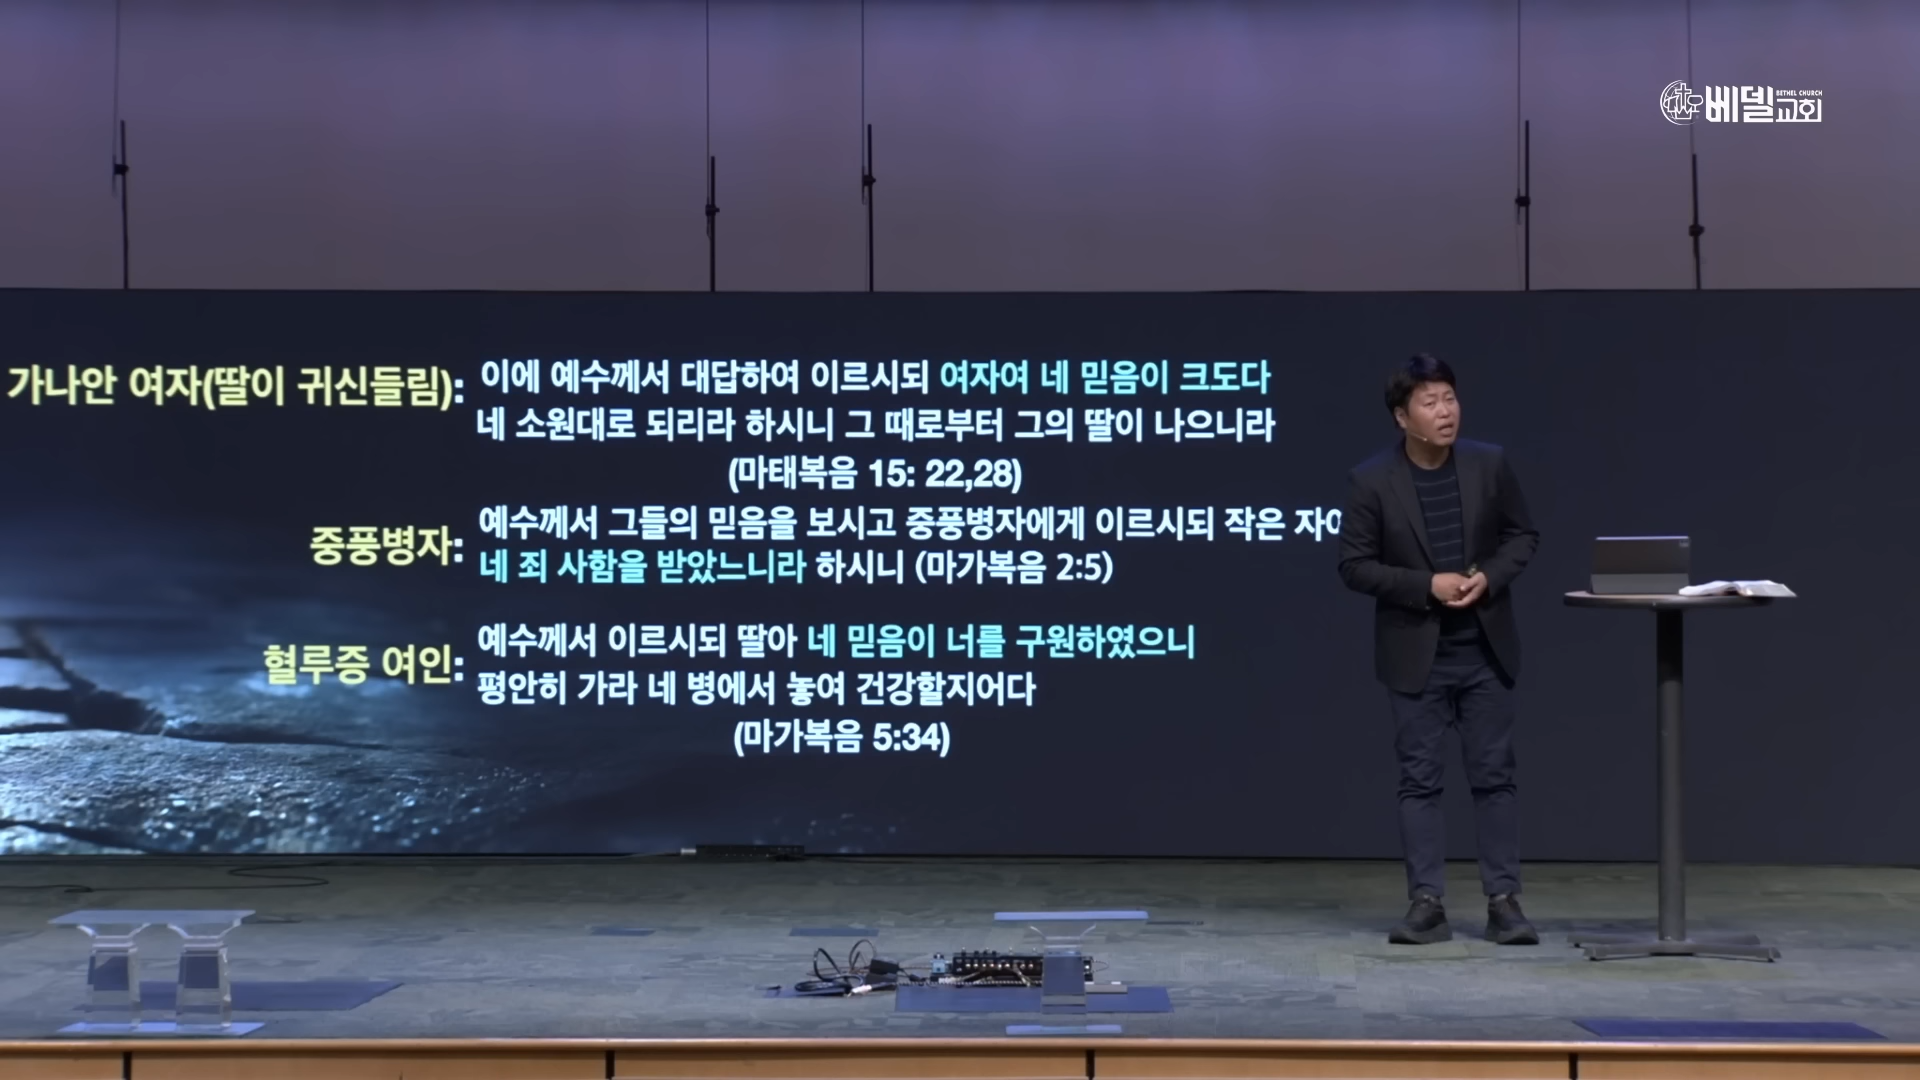 베델교회
BETHEL CHURCH
가나안 여자(딸이 귀신들림): 이에 예수께서 대답하여 이르시되 여자여 네 믿음이 크도다
네 소원대로 되리라 하시니 그 때로부터 그의 딸이 나으니라
(마태복음 15: 22,28)
중풍병자: 예수께서 그들의 믿음을 보시고 중풍병자에게 이르시되 작은
네 죄 사함을 받았느니라 하시니 (마가복음 2:5)
혈루증 여인: 예수께서 이르시되 딸아 네 믿음이 너를 구원하였으니
평안히 가라 네 병에서 놓여 건강할지어다
(마가복음 5:34)